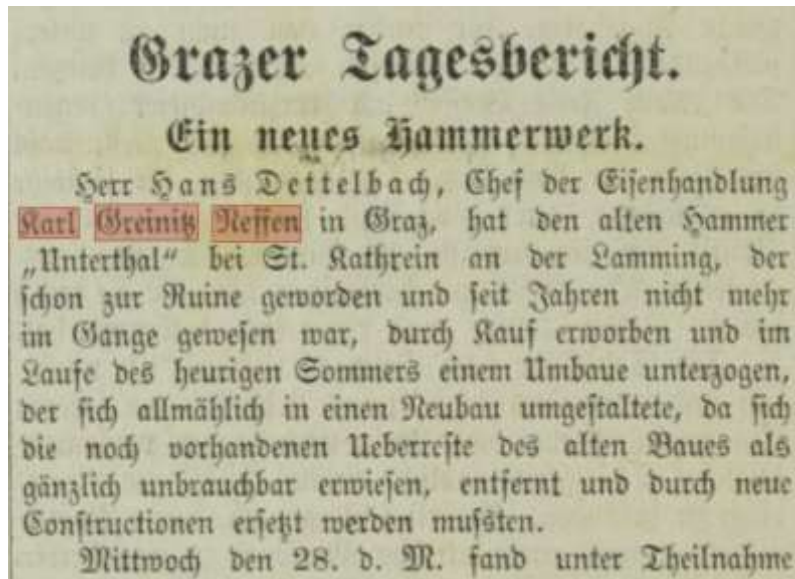 Grazer Tagesbericht.
Ein neues Hammerwerk.
Herr Hans Dettelbach, Chef der Eisenhandlung
Karl Greinitz Neffen in Graz, hat den alten Hammer
„Unterthal“ bei St. Kathrein an der Lamming, der
schon zur Ruine geworden und seit Jahren nicht mehr
im Gange gewesen war, durch Kauf erworben und im
Laufe des heurigen Sommers einem Umbaue unterzogen,
der sich allmählich in einen Neubau umgestaltete, da sich
die noch vorhandenen Ueberreste des alten Baues als
gänzlich unbrauchbar erwiesen, entfernt und durch neue
Constructionen ersetzt werden mussten.
Mittwoch den 28. d. M. fand unter Theilnahme